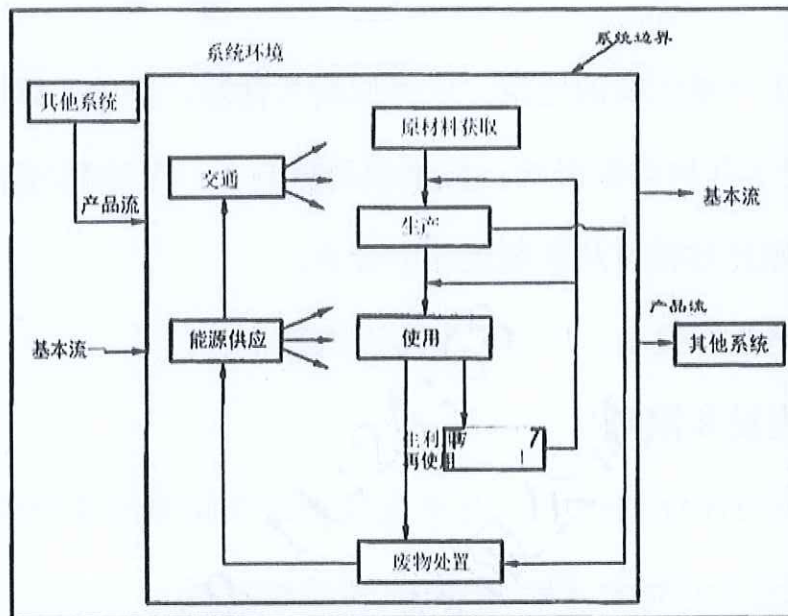 系统环境
系统边界
其他系统
原材料获取
交通
产品流
基本流
生产
产品流
能源供应
使用
基本流
其他系统
再使用
废物处置